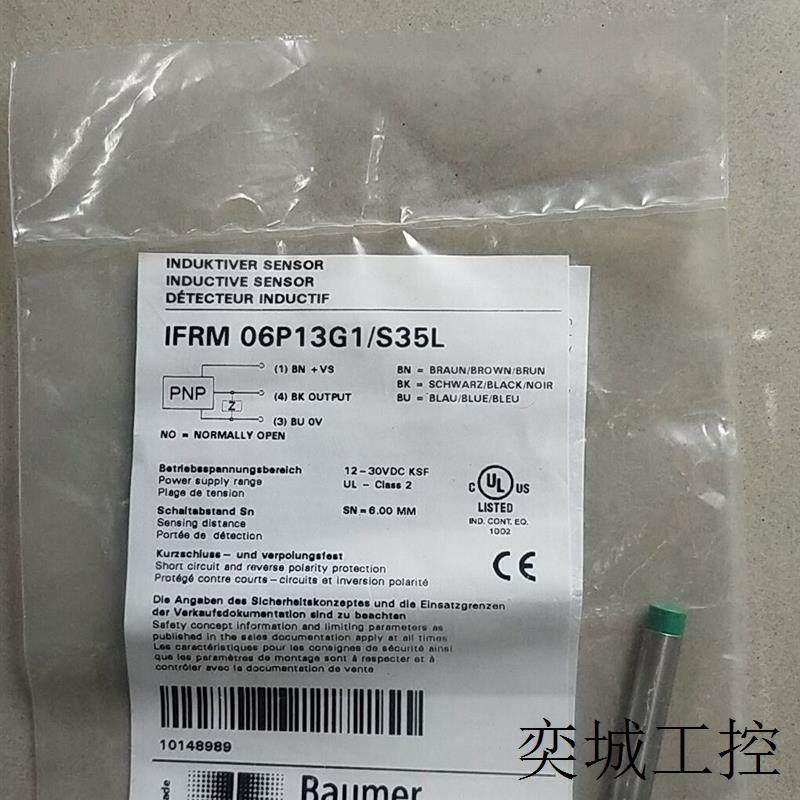 INDUKTIVER SENSOR
INDUCTIVE SENSOR
DÉTECTEUR INDUCTIF
IFRM 06P13G1/S35L
PNP
Z
(1) BN +VS
(4) BK OUTPUT
(3) BU 0V
NO = NORMALLY OPEN
BN = BRAUN/BROWN/BRUN
BK = SCHWARZ/BLACK/NOIR
BU = BLAU/BLUE/BLEU
Betriebsspannungsbereich 12-30VDC KSF
Power supply range UL - Class 2
Plage de tension
Schaltabstand Sn SN=6.00 MM
Sensing distance
Portée de détection
C UL US
LISTED
IND. CONT. EQ.
1002
Kurzschluss - und verpolungsfest
Short circuit and reverse polarity protection
Protégé contre courts - circuits et inversion polarité
CE
Die Angaben des Sicherheitskonzeptes und die Einsatzgrenzen
der Verkaufsdokumentation sind zu beachten
Safety concept information and limiting parameters as
published in the sales documentation apply at all times
Les caractéristiques pour les consignes de sécurité ainsi
que les paramètres de montage sont à respecter et à
contrôler avec la documentation de vente
10148989
Baumer
奕城工控